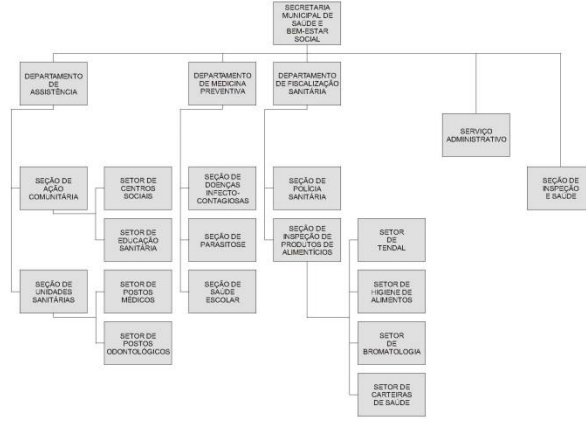 SECRETARIA
MUNICIPAL DE
SAÚDE E
BEM-ESTAR
SOCIAL
DEPARTAMENTO
DE
ASSISTÊNCIA
DEPARTAMENTO
DE MEDICINA
PREVENTIVA
DEPARTAMENTO
DE FISCALIZAÇÃO
SANITÁRIA
SERVIÇO
ADMINISTRATIVO
SEÇÃO DE
INSPEÇÃO
E SAÚDE
SEÇÃO DE
AÇÃO
COMUNITÁRIA
SETOR DE
CENTROS
SOCIAIS
SETOR DE
EDUCAÇÃO
SANITÁRIA
SEÇÃO DE
UNIDADES
SANITÁRIAS
SETOR DE
POSTOS
MÉDICOS
SETOR DE
POSTOS
ODONTOLÓGICOS
SEÇÃO DE
DOENÇAS
INFECTO-
CONTAGIOSAS
SEÇÃO DE
PARASITOSE
SEÇÃO DE
SAÚDE
ESCOLAR
SEÇÃO DE
POLÍCIA
SANITÁRIA
SEÇÃO DE
INSPEÇÃO DE
PRODUTOS DE
ALIMENTÍCIOS
SETOR
DE
TENDAL
SETOR DE
HIGIENE DE
ALIMENTOS
SETOR
DE
BROMATOLOGIA
SETOR DE
CARTEIRAS
DE SAÚDE